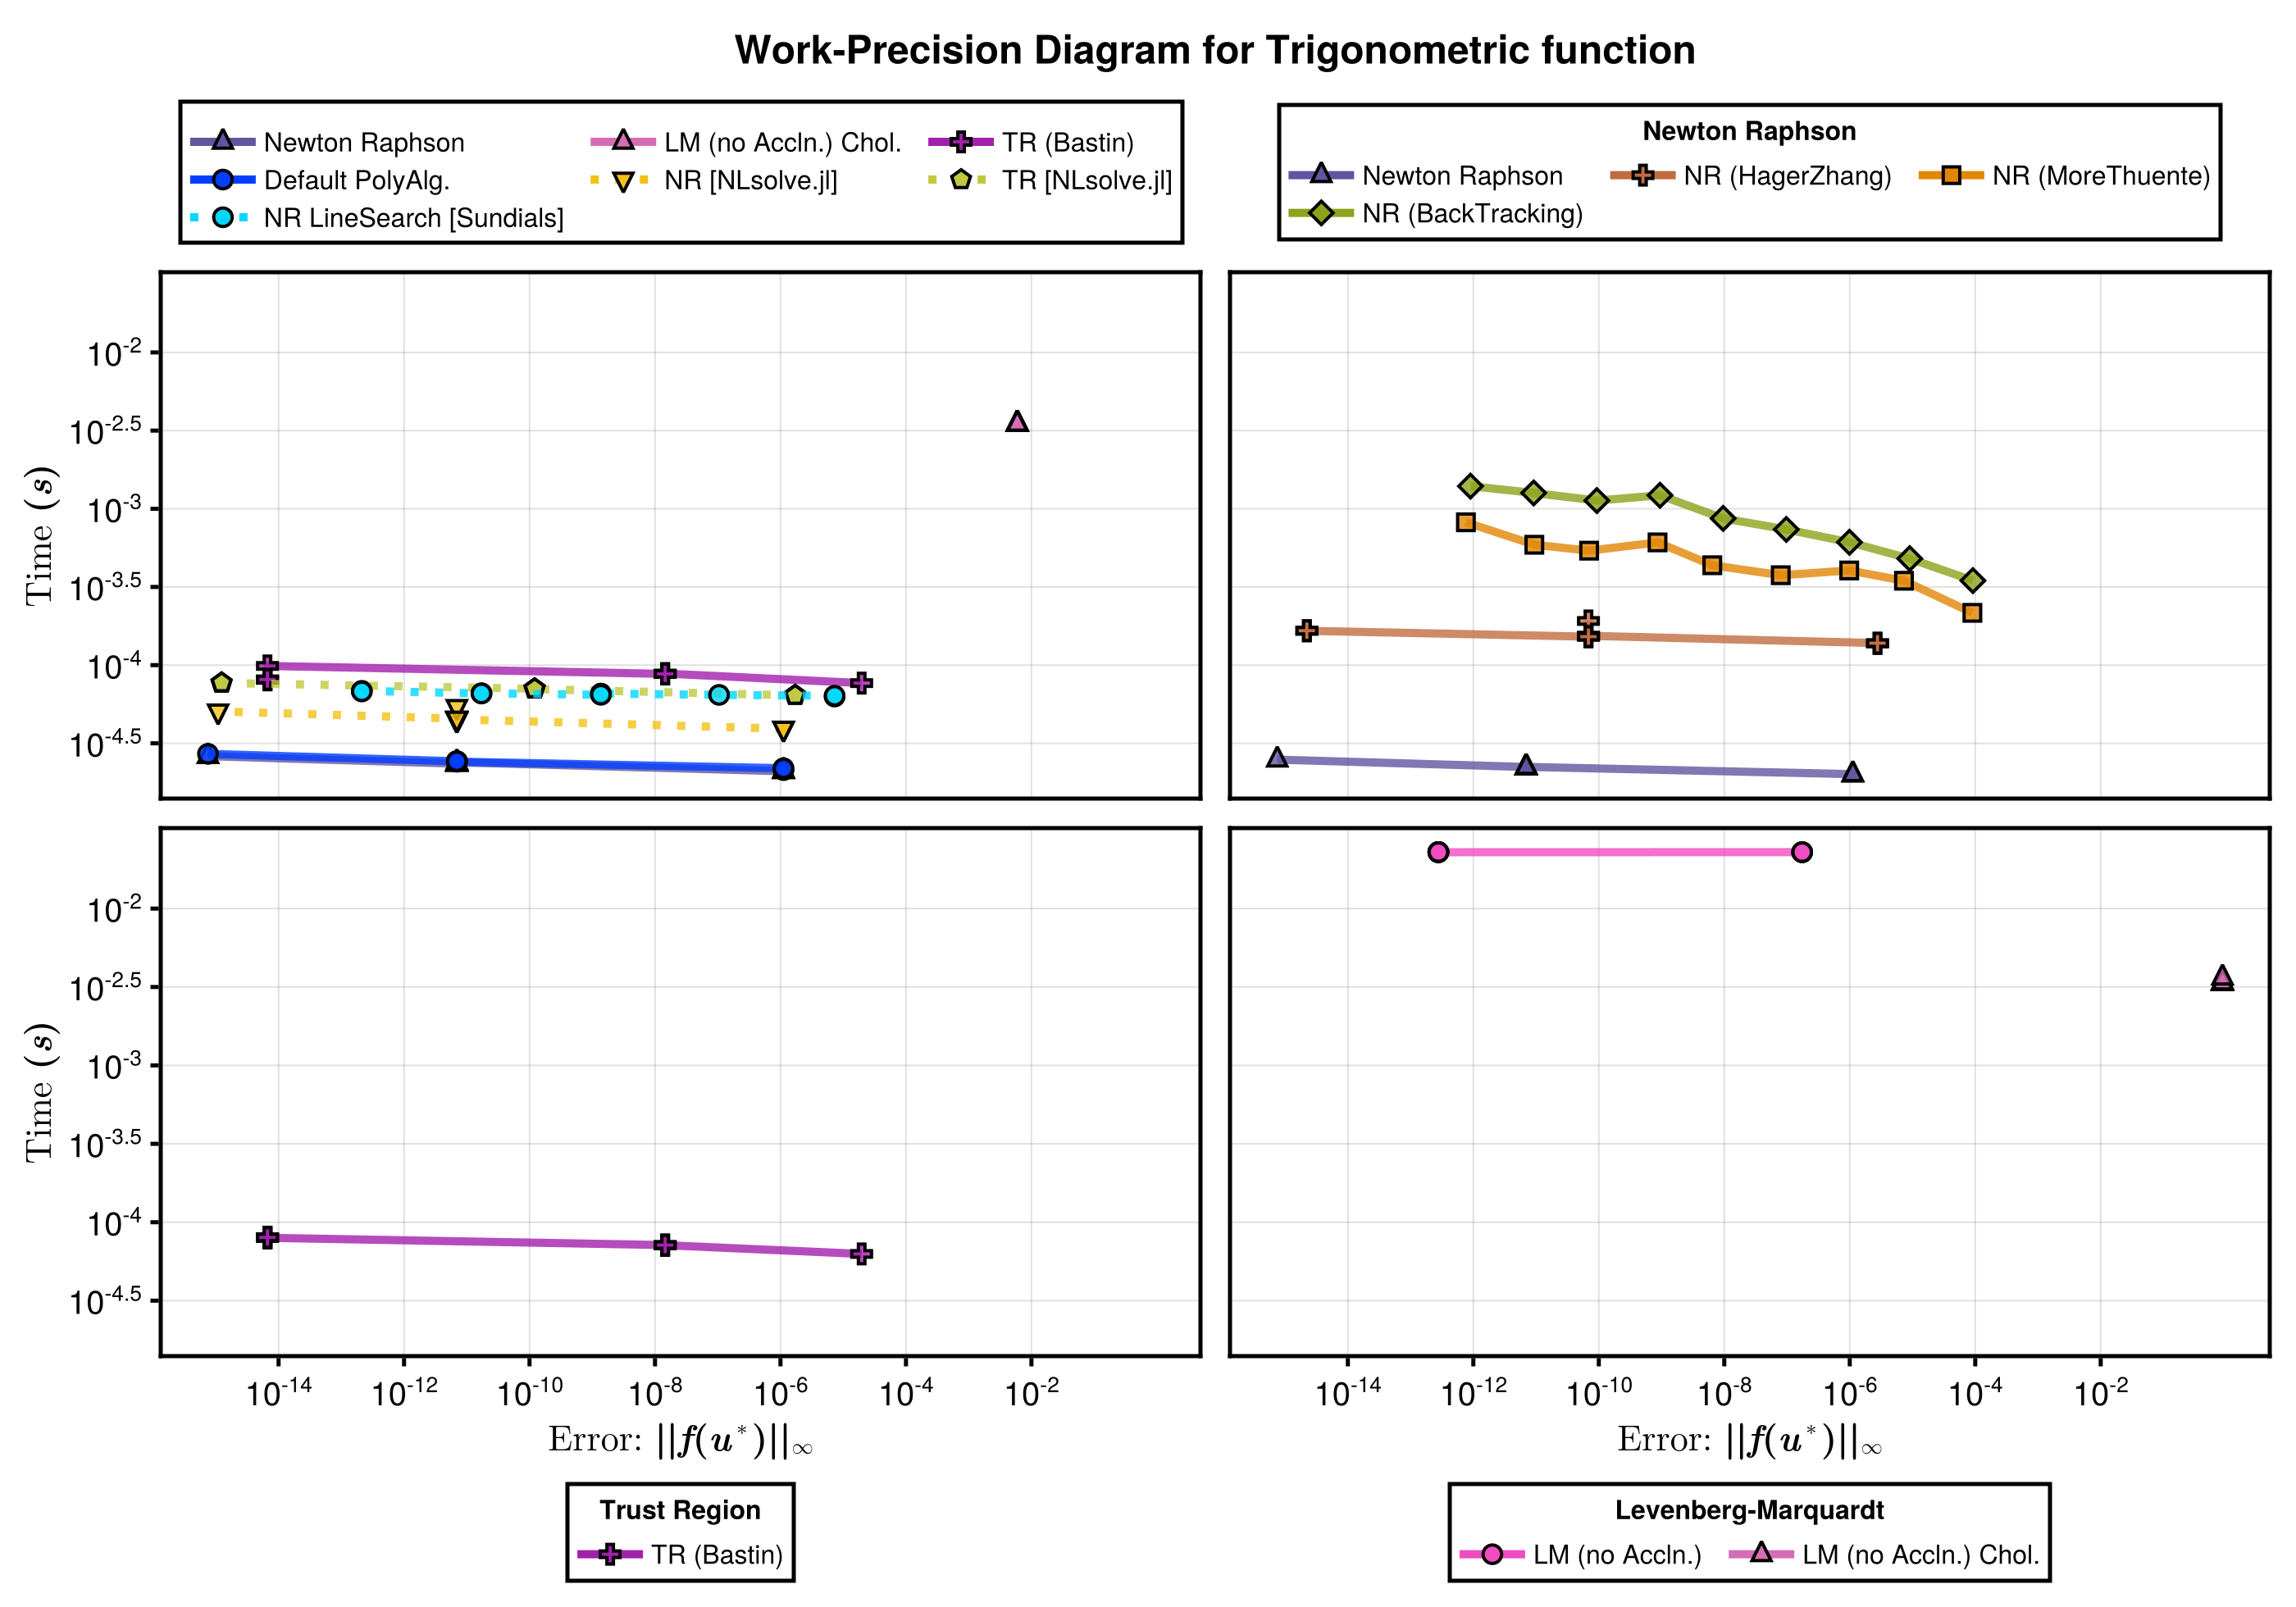 Work-Precision Diagram for Trigonometric function
Newton Raphson LM (no Accln.) Chol. TR (Bastin)
Default PolyAlg. NR [NLsolve.jl] TR [NLsolve.jl]
NR LineSearch [Sundials]
Newton Raphson
Newton Raphson NR (HagerZhang) NR (MoreThuente)
NR (BackTracking)
Time (s)
10^-2
10^-2.5
10^-3
10^-3.5
10^-4
10^-4.5
Time (s)
10^-2
10^-2.5
10^-3
10^-3.5
10^-4
10^-4.5
10^-14 10^-12 10^-10 10^-8 10^-6 10^-4 10^-2
Error: ||f(u*)||∞
10^-14 10^-12 10^-10 10^-8 10^-6 10^-4 10^-2
Error: ||f(u*)||∞
Trust Region
TR (Bastin)
Levenberg-Marquardt
LM (no Accln.) LM (no Accln.) Chol.